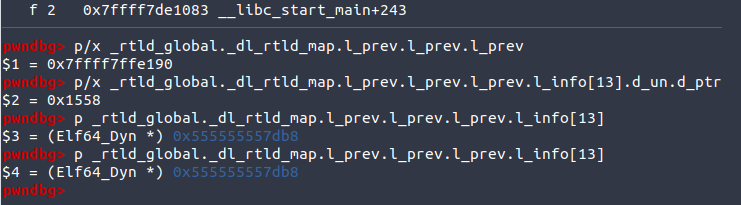 f 2   0x7ffff7de1083 __libc_start_main+243
pwndbg> p/x _rtld_global._dl_rtld_map.l_prev.l_prev.l_prev
$1 = 0x7ffff7ffe190
pwndbg> p/x _rtld_global._dl_rtld_map.l_prev.l_prev.l_prev.l_info[13].d_un.d_ptr
$2 = 0x1558
pwndbg> p _rtld_global._dl_rtld_map.l_prev.l_prev.l_prev.l_info[13]
$3 = (Elf64_Dyn *) 0x555555557db8
pwndbg> p _rtld_global._dl_rtld_map.l_prev.l_prev.l_prev.l_info[13]
$4 = (Elf64_Dyn *) 0x555555557db8
pwndbg>